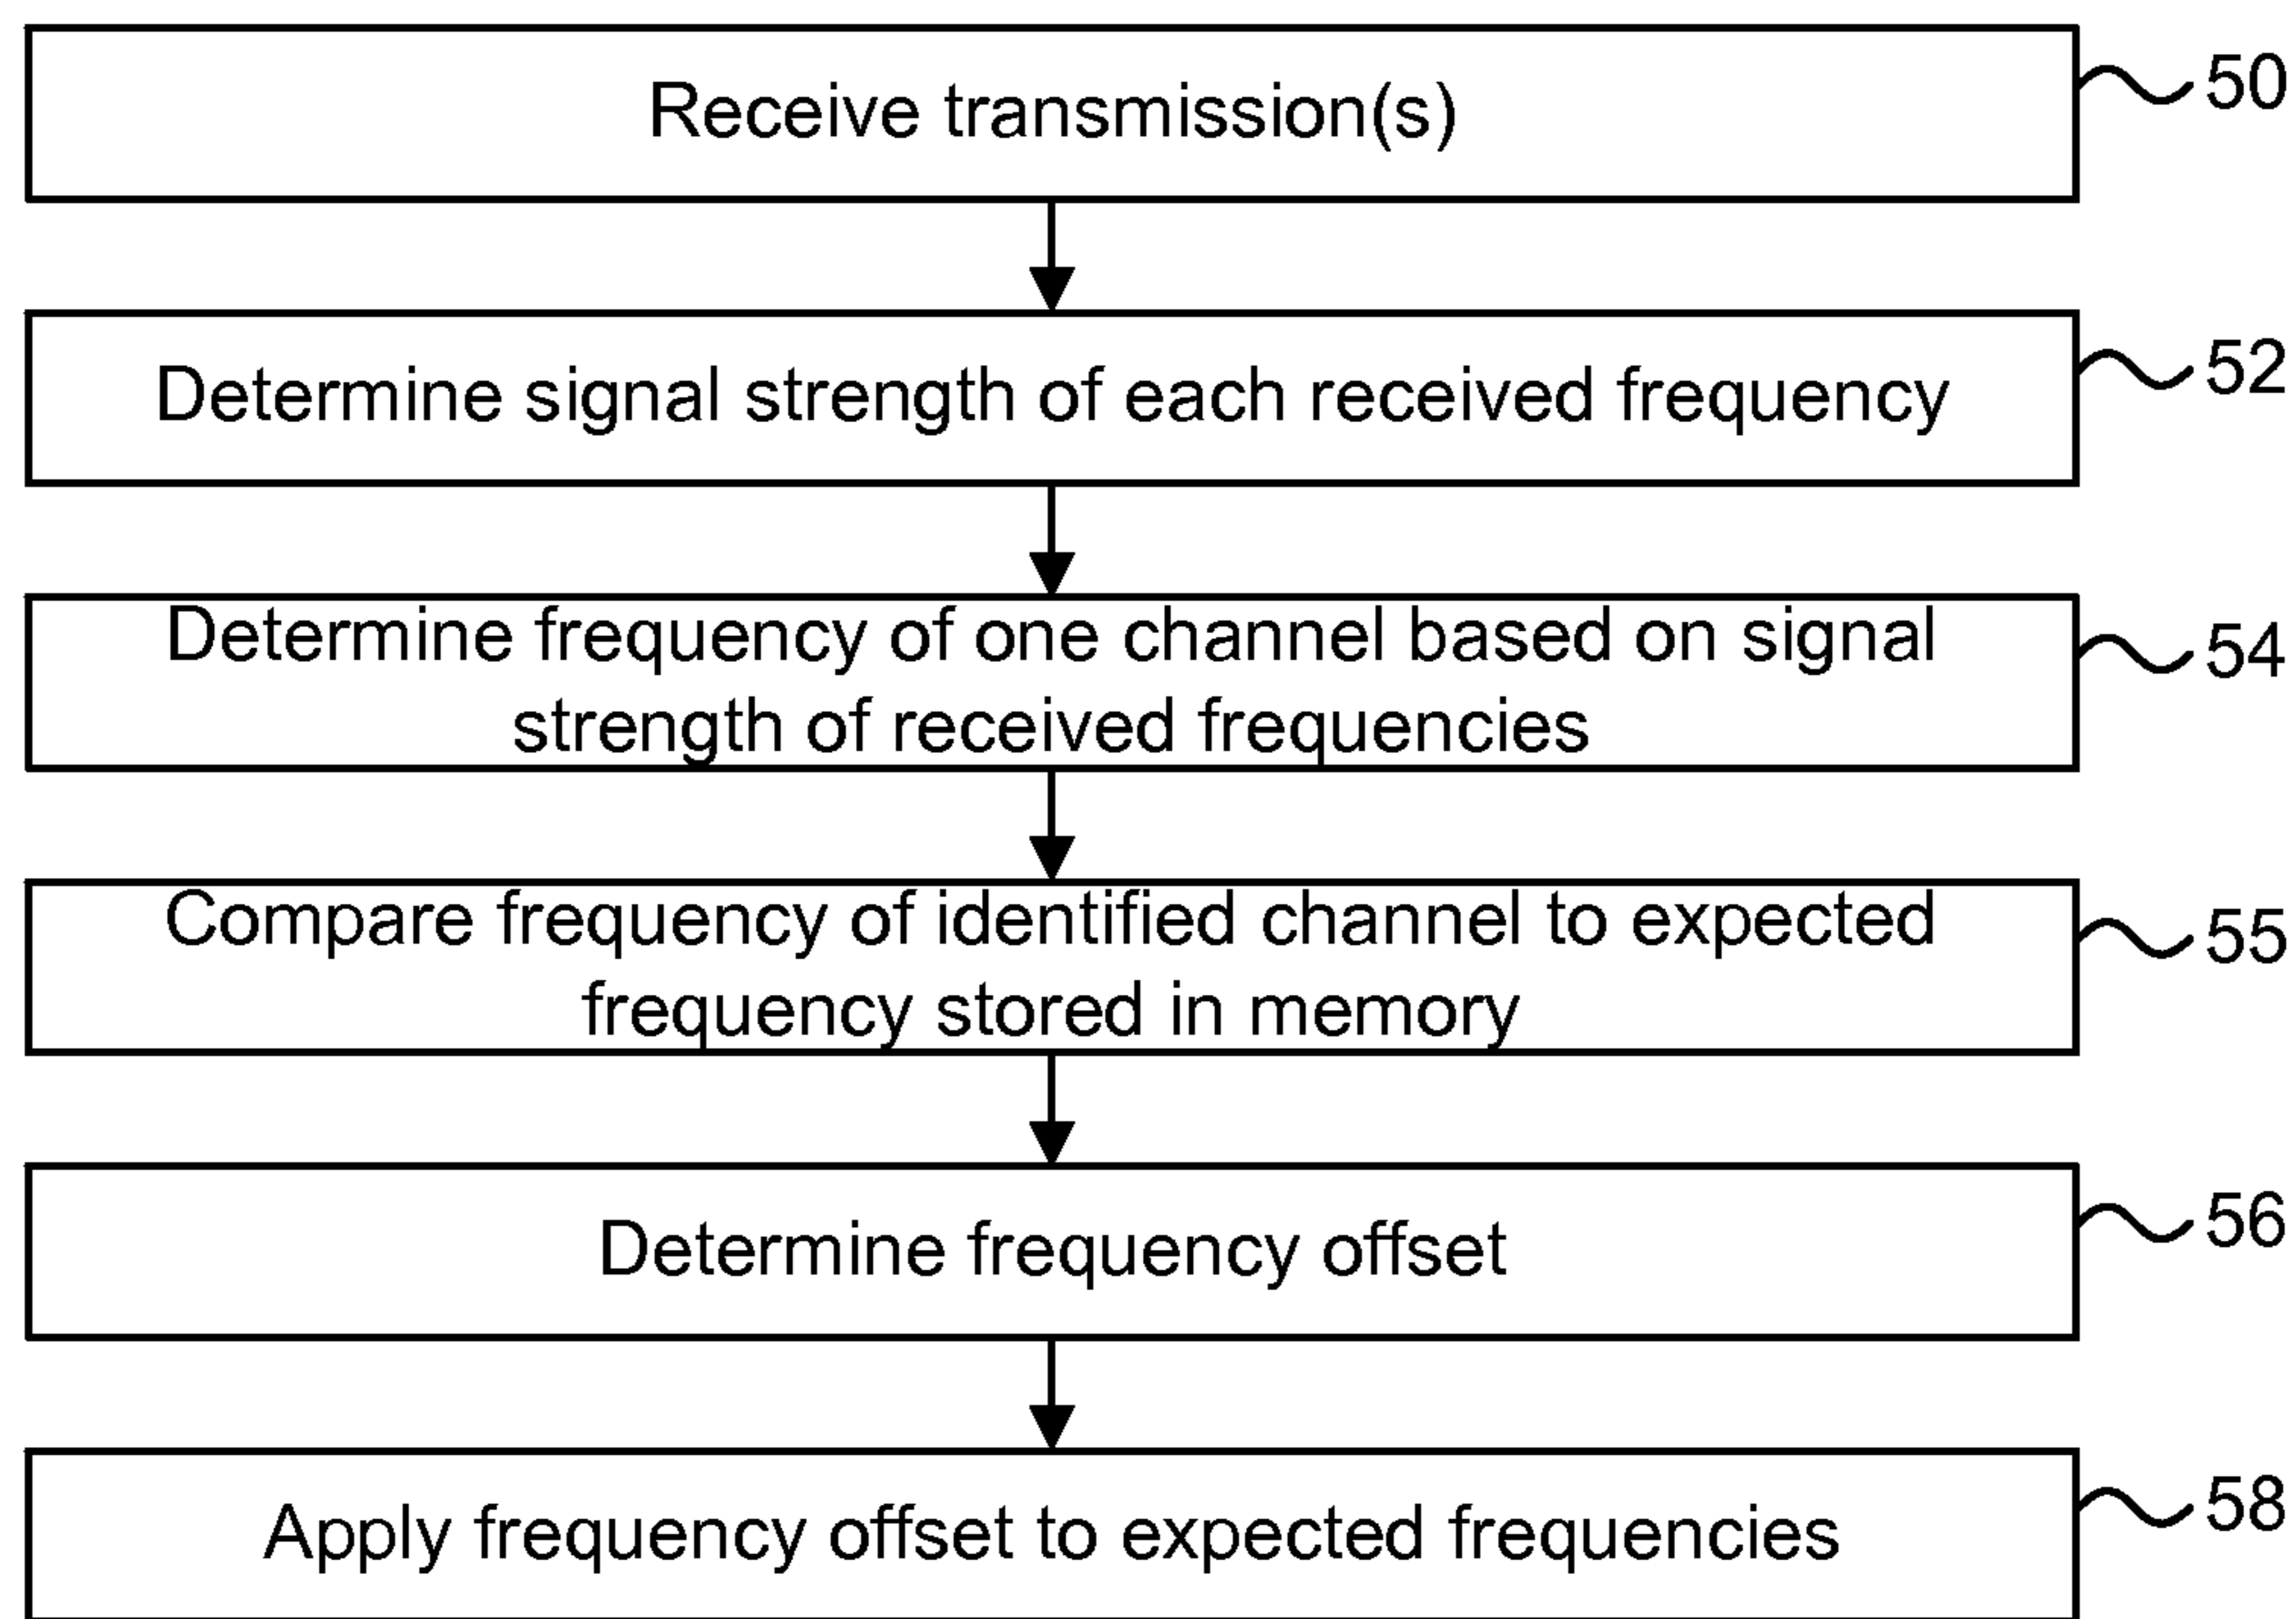 Receive transmission(s)
50
Determine signal strength of each received frequency
52
Determine frequency of one channel based on signal
strength of received frequencies
54
Compare frequency of identified channel to expected
frequency stored in memory
55
Determine frequency offset
56
Apply frequency offset to expected frequencies
58